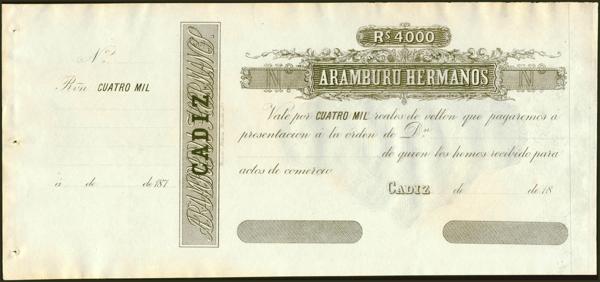 Nº
Rvn CUATRO MIL
á de de 187
ARAMBURU HERMANOS
CADIZ
Rs 4000
Nº ARAMBURU HERMANOS Nº
Vale por CUATRO MIL reales de vellon que pagaremos a
presentacion á la orden de Dn
de quien los hemos recibido para
actos de comercio
CADIZ de de 18